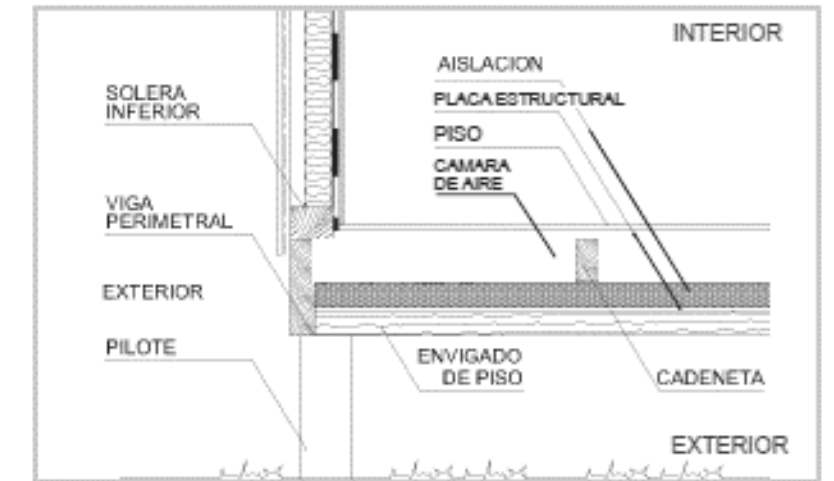 INTERIOR
AISLACION
PLACA ESTRUCTURAL
PISO
CAMARA
DE AIRE
SOLERA
INFERIOR
VIGA
PERIMETRAL
EXTERIOR
PILOTE
ENVIGADO
DE PISO
CADENETA
EXTERIOR